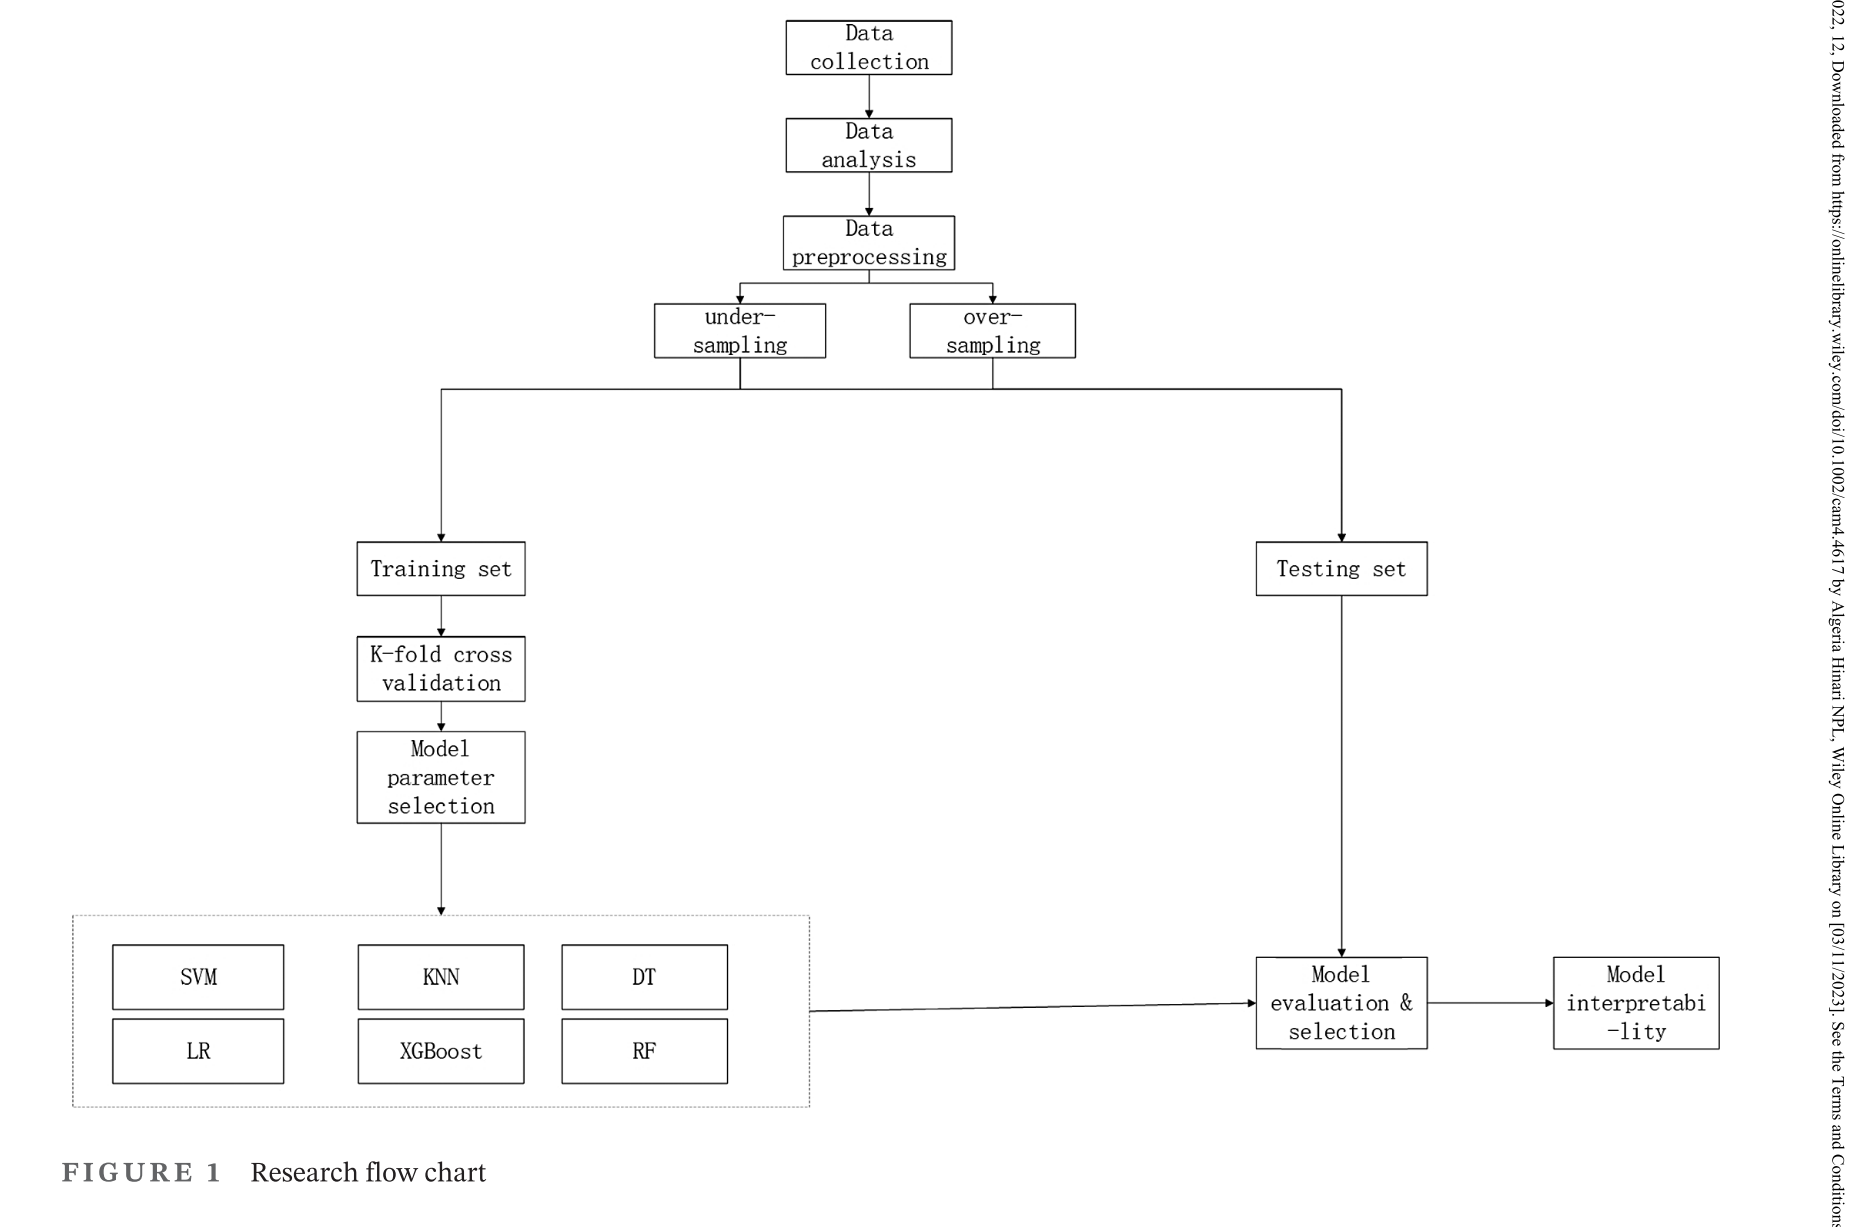 Data
collection
Data
analysis
Data
preprocessing
under-
sampling
over-
sampling
Training set
Testing set
K-fold cross
validation
Model
parameter
selection
SVM
KNN
DT
LR
XGBoost
RF
Model
evaluation &
selection
Model
interpretabi
-lity
FIGURE 1 Research flow chart
022, 12, Downloaded from https://onlinelibrary.wiley.com/doi/10.1002/cam4.4617 by Algeria Hinari NPL, Wiley Online Library on [03/11/2023]. See the Terms and Conditions